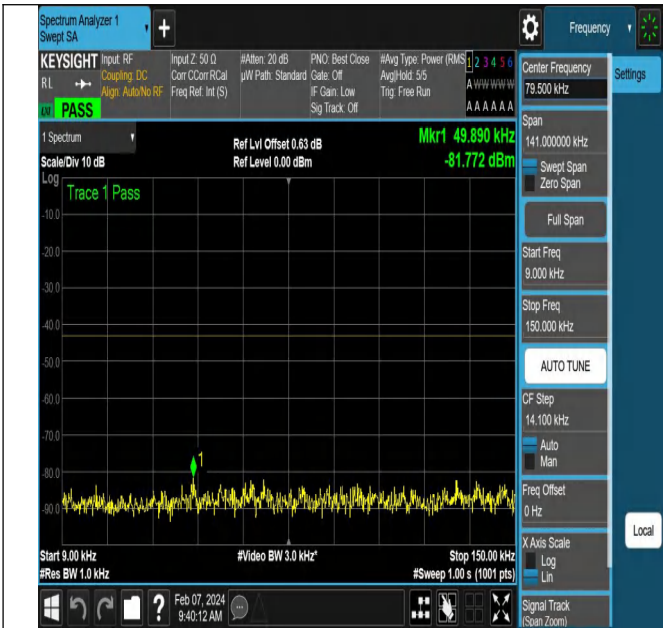 Spectrum Analyzer 1
Swept SA
+
Frequency
KEYSIGHT
RL
PASS
Input: RF
Coupling: DC
Align: Auto/No RF
Input Z: 50 Ω
Corr CCorr RCal
Freq Ref: Int (S)
#Atten: 20 dB
µW Path: Standard
PNO: Best Close
Gate: Off
IF Gain: Low
Sig Track: Off
#Avg Type: Power (RMS
Avg|Hold: 5/5
Trig: Free Run
1 2 3 4 5 6
A W W W W W
A A A A A A
1 Spectrum
Scale/Div 10 dB
Ref Lvl Offset 0.63 dB
Ref Level 0.00 dBm
Mkr1 49.890 kHz
-81.772 dBm
Log
Trace 1 Pass
-10.0
-20.0
-30.0
-40.0
-50.0
-60.0
-70.0
-80.0
-90.0
1
Start 9.00 kHz
#Res BW 1.0 kHz
#Video BW 3.0 kHz*
Stop 150.00 kHz
#Sweep 1.00 s (1001 pts)
?
Feb 07, 2024
9:40:12 AM
Center Frequency
79.500 kHz
Span
141.000000 kHz
Swept Span
Zero Span
Full Span
Start Freq
9.000 kHz
Stop Freq
150.000 kHz
AUTO TUNE
CF Step
14.100 kHz
Auto
Man
Freq Offset
0 Hz
X Axis Scale
Log
Lin
Signal Track
(Span Zoom)
Settings
Local